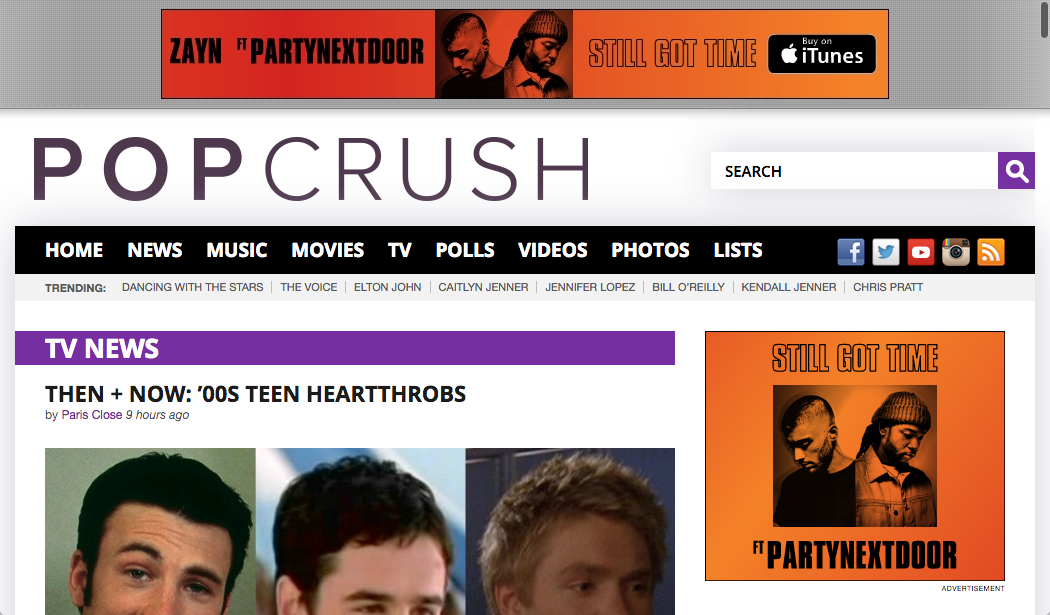 ZAYN FT PARTYNEXTDOOR STILL GOT TIME Buy on iTunes
POPCRUSH
SEARCH
HOME NEWS MUSIC MOVIES TV POLLS VIDEOS PHOTOS LISTS
TRENDING: DANCING WITH THE STARS THE VOICE ELTON JOHN CAITLYN JENNER JENNIFER LOPEZ BILL O'REILLY KENDALL JENNER CHRIS PRATT
TV NEWS
THEN + NOW: ’00S TEEN HEARTTHROBS
by Paris Close 9 hours ago
STILL GOT TIME
FT PARTYNEXTDOOR
ADVERTISEMENT